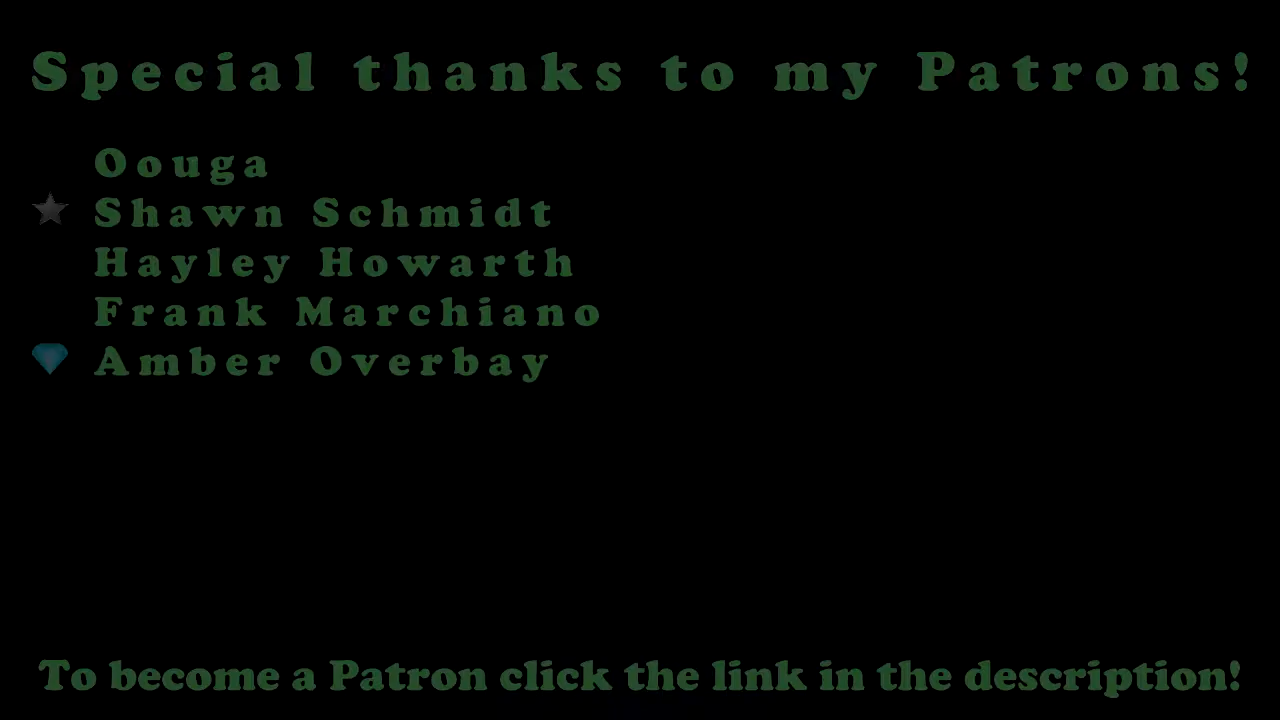 Special thanks to my Patrons!
Oouga
Shawn Schmidt
Hayley Howarth
Frank Marchiano
Amber Overbay
To become a Patron click the link in the description!